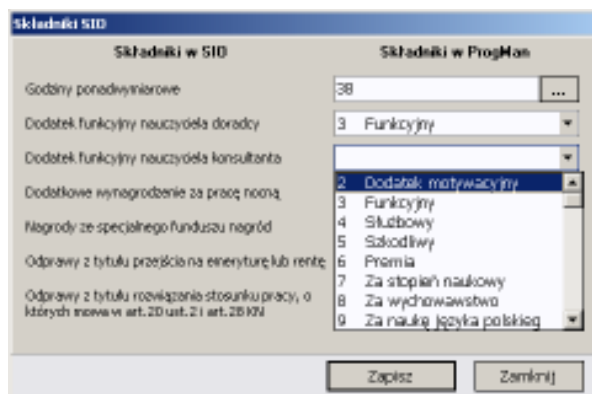 Składniki SIO
Składniki w SIO Składniki w ProgMan
Godziny ponadwymiarowe 38 ...
Dodatek funkcyjny nauczyciela doradcy 3 Funkcyjny
Dodatek funkcyjny nauczyciela konsultanta
2 Dodatek motywacyjny
Dodatkowe wynagrodzenie za pracę nocną 3 Funkcyjny
4 Służbowy
Nagrody ze specjalnego funduszu nagród 5 Szkodliwy
Odprawy z tytułu przejścia na emeryturę lub rentę 6 Premia
7 Za stopień naukowy
Odprawy z tytułu rozwiązania stosunku pracy, o 8 Za wychowawstwo
których mowa w art. 20 ust. 2 i art. 28 KN 9 Za naukę języka polskieg
Zapisz Zamknij